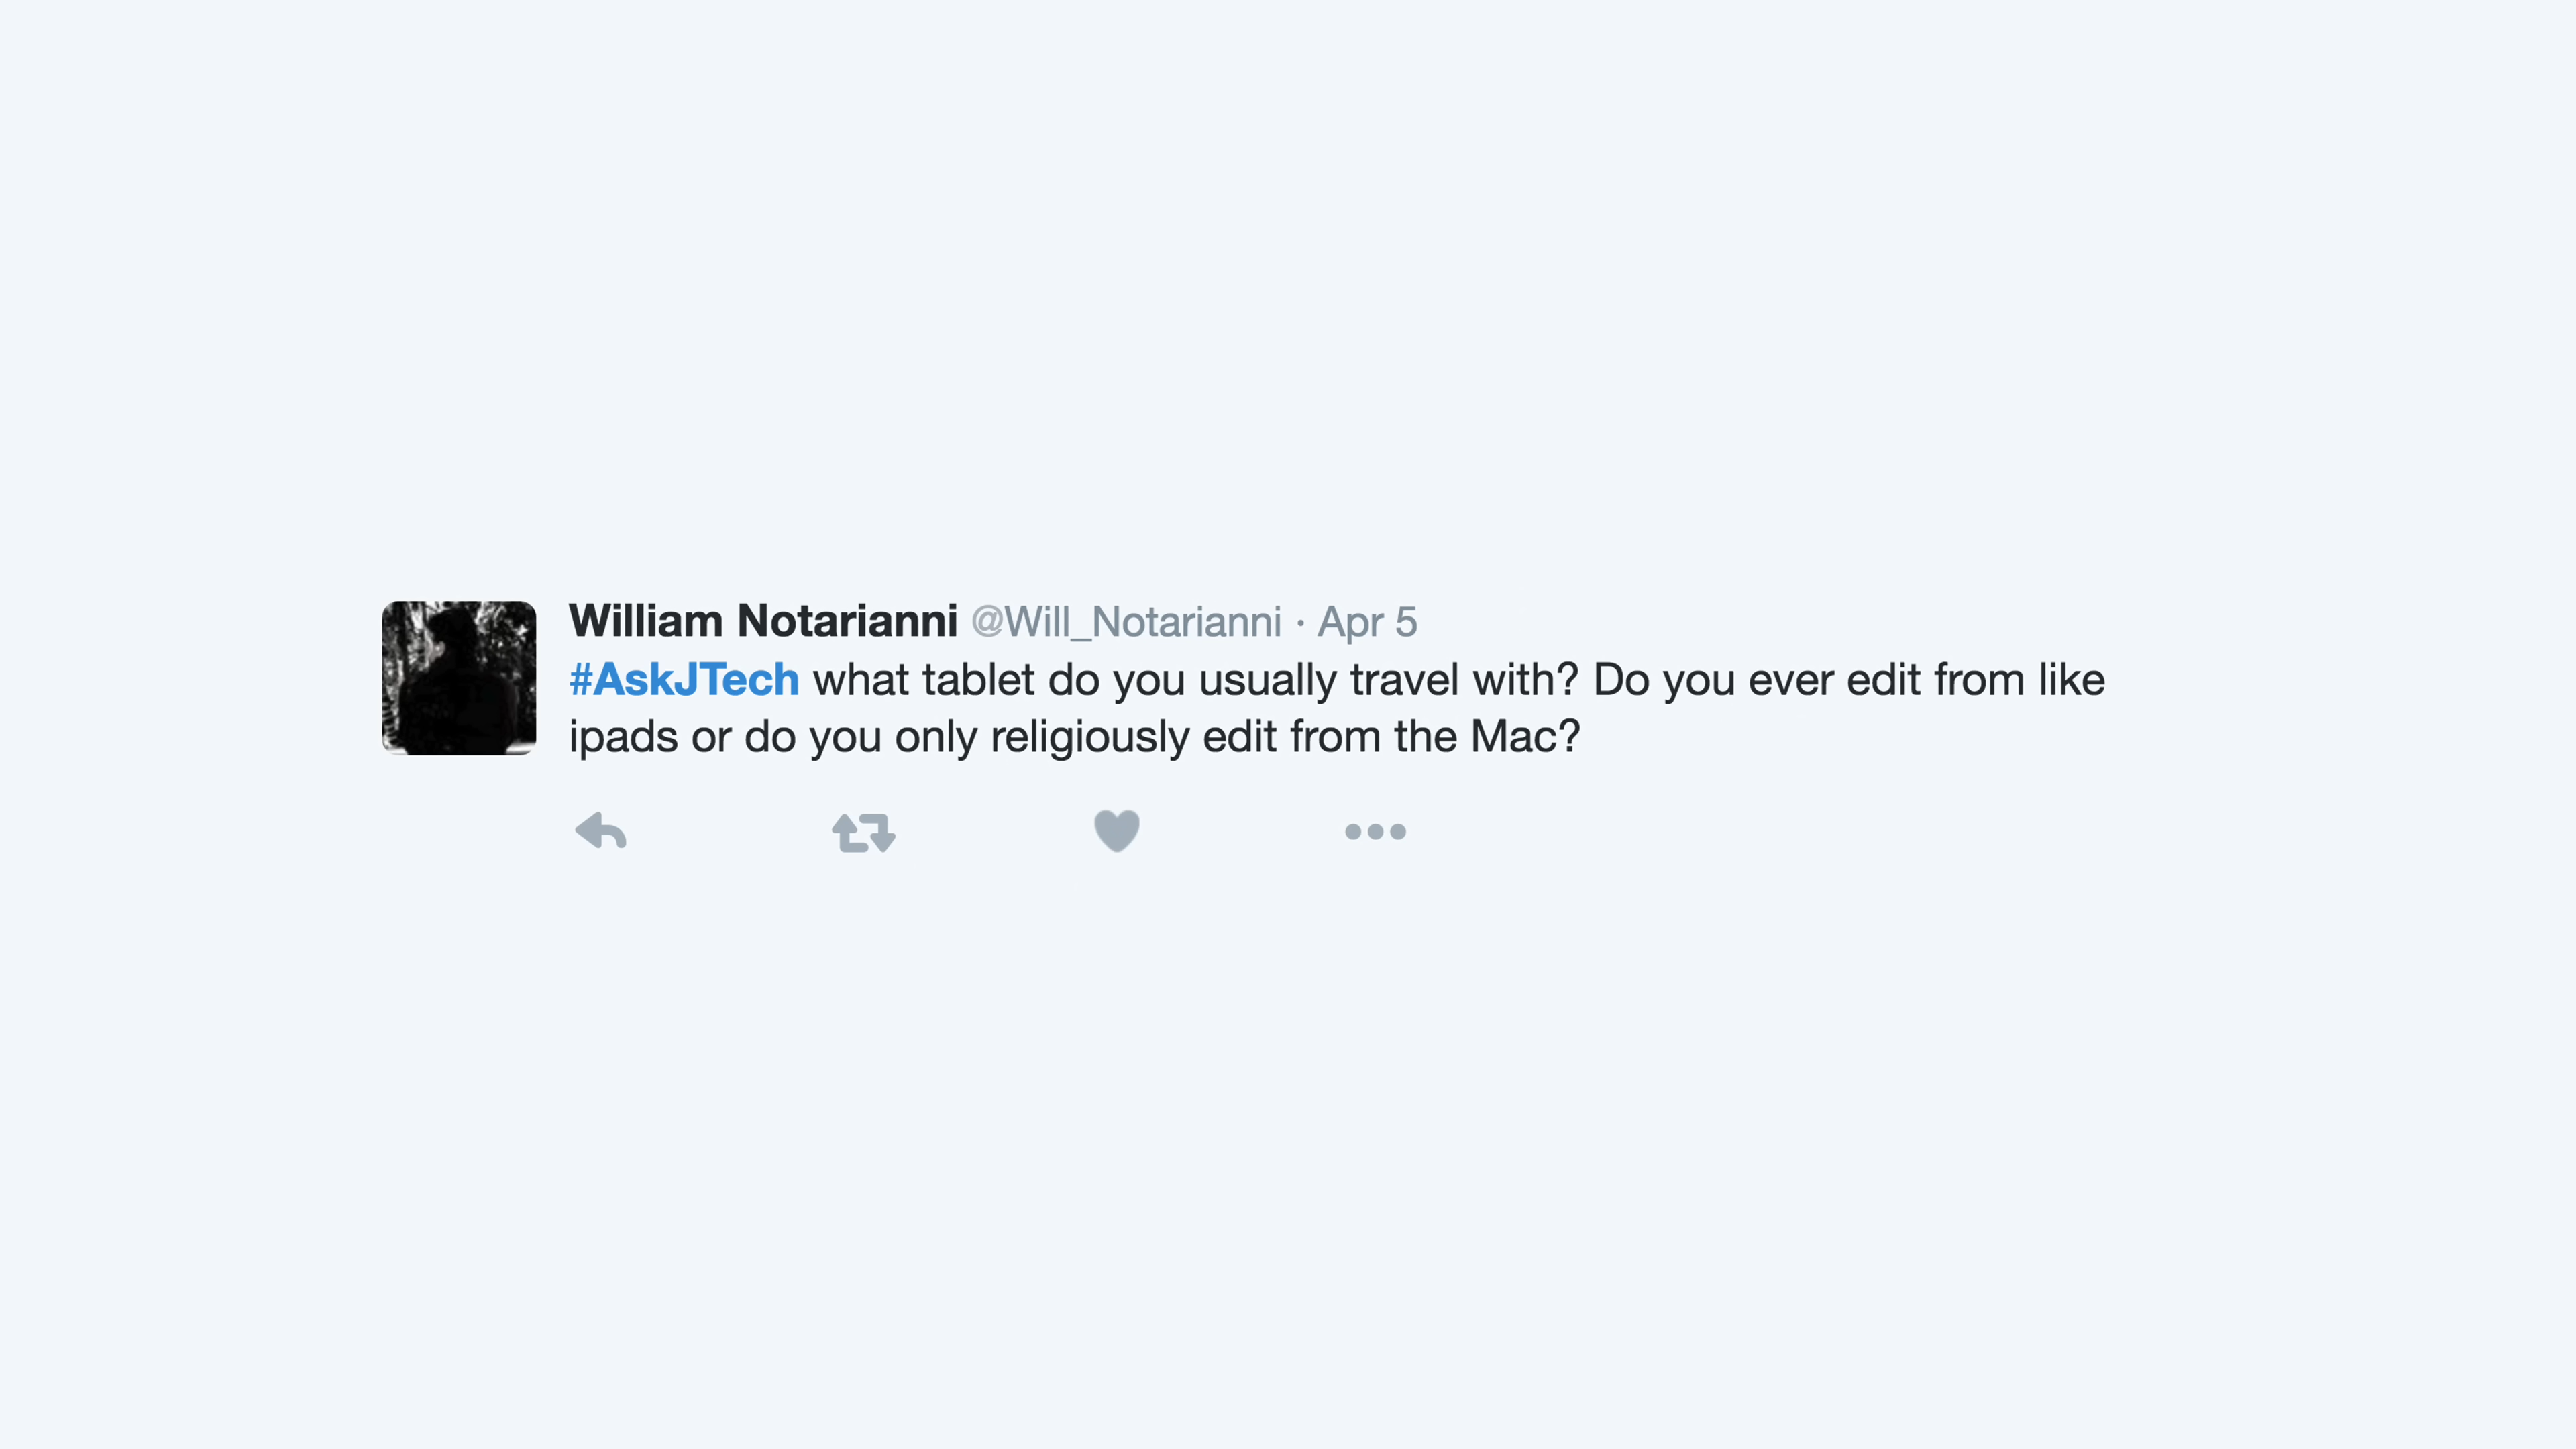 William Notarianni @Will_Notarianni · Apr 5
#AskJTech what tablet do you usually travel with? Do you ever edit from like
ipads or do you only religiously edit from the Mac?